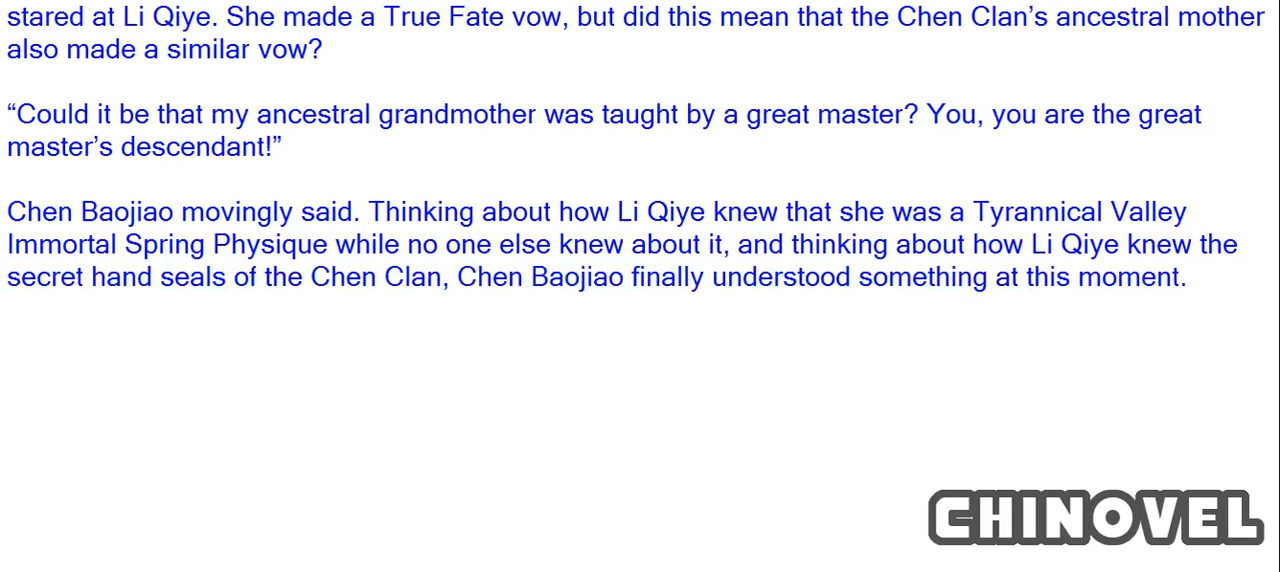 stared at Li Qiye. She made a True Fate vow, but did this mean that the Chen Clan’s ancestral mother
also made a similar vow?
“Could it be that my ancestral grandmother was taught by a great master? You, you are the great
master’s descendant!”
Chen Baojiao movingly said. Thinking about how Li Qiye knew that she was a Tyrannical Valley
Immortal Spring Physique while no one else knew about it, and thinking about how Li Qiye knew the
secret hand seals of the Chen Clan, Chen Baojiao finally understood something at this moment.
CHINOVEL